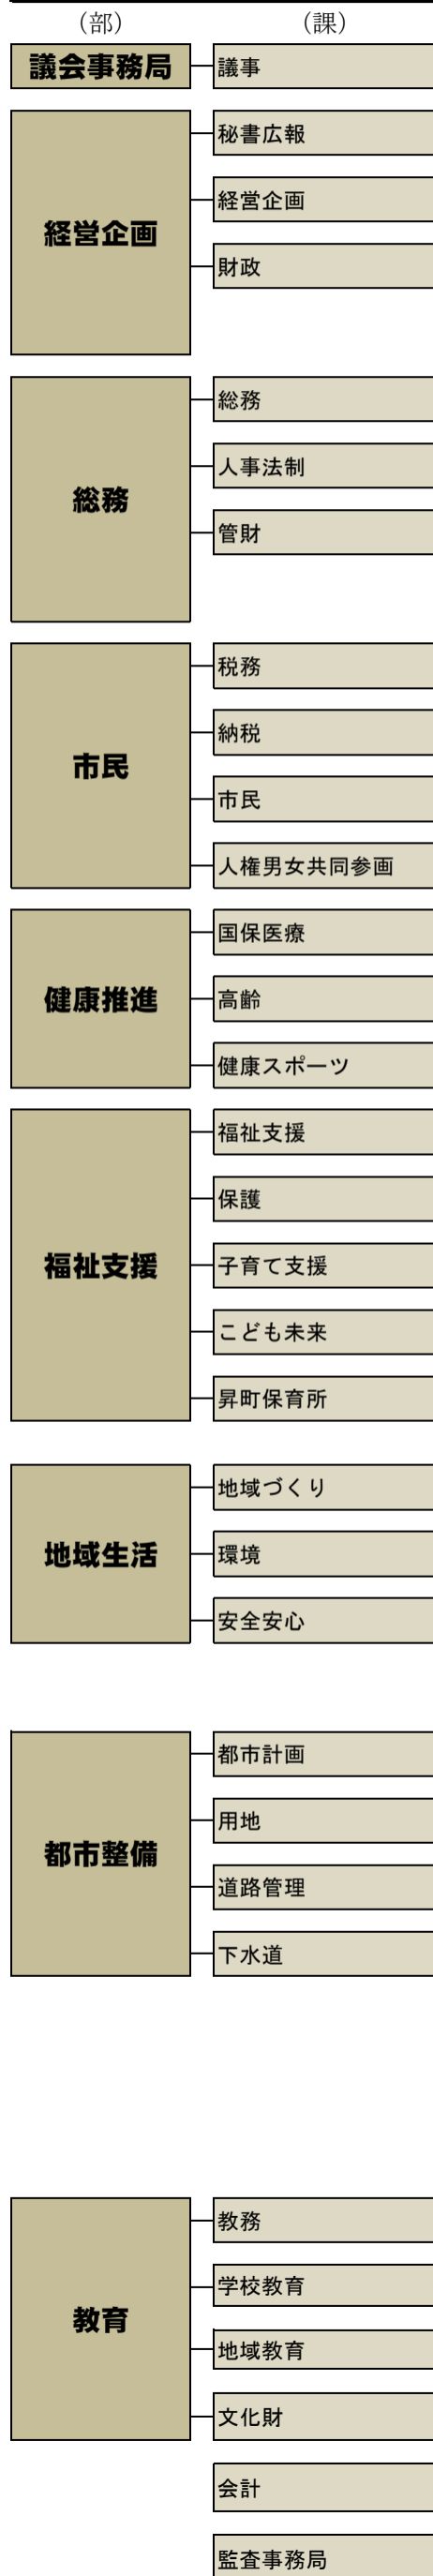 （部）　（課）
議会事務局
議事
経営企画
秘書広報
経営企画
財政
総務
総務
人事法制
管財
市民
税務
納税
市民
人権男女共同参画
健康推進
国保医療
高齢
健康スポーツ
福祉支援
福祉支援
保護
子育て支援
こども未来
昇町保育所
地域生活
地域づくり
環境
安全安心
都市整備
都市計画
用地
道路管理
下水道
教育
教務
学校教育
地域教育
文化財
会計
監査事務局